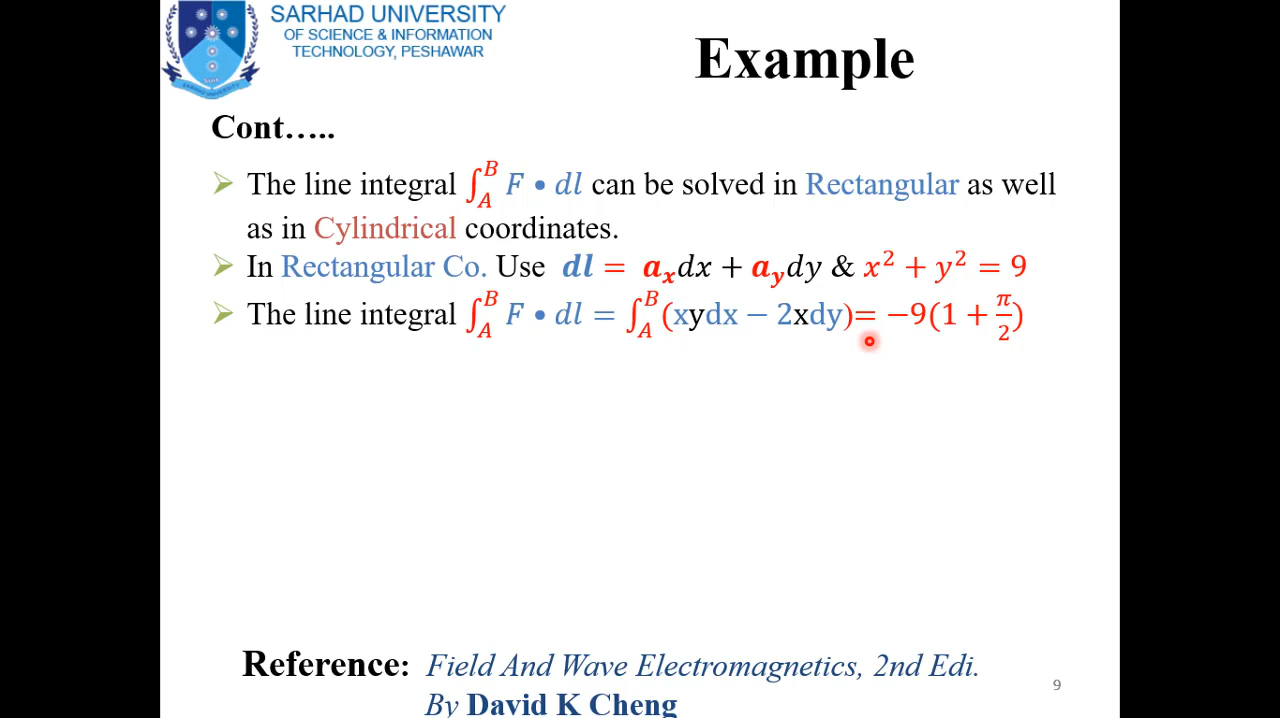 SARHAD UNIVERSITY
OF SCIENCE & INFORMATION
TECHNOLOGY, PESHAWAR
Example
Cont…..
➢ The line integral ∫_A^B F • dl can be solved in Rectangular as well
as in Cylindrical coordinates.
➢ In Rectangular Co. Use dl = a_x dx + a_y dy & x² + y² = 9
➢ The line integral ∫_A^B F • dl = ∫_A^B (xydx − 2xdy)= −9(1 + π/2)
Reference: Field And Wave Electromagnetics, 2nd Edi.
By David K Cheng
9